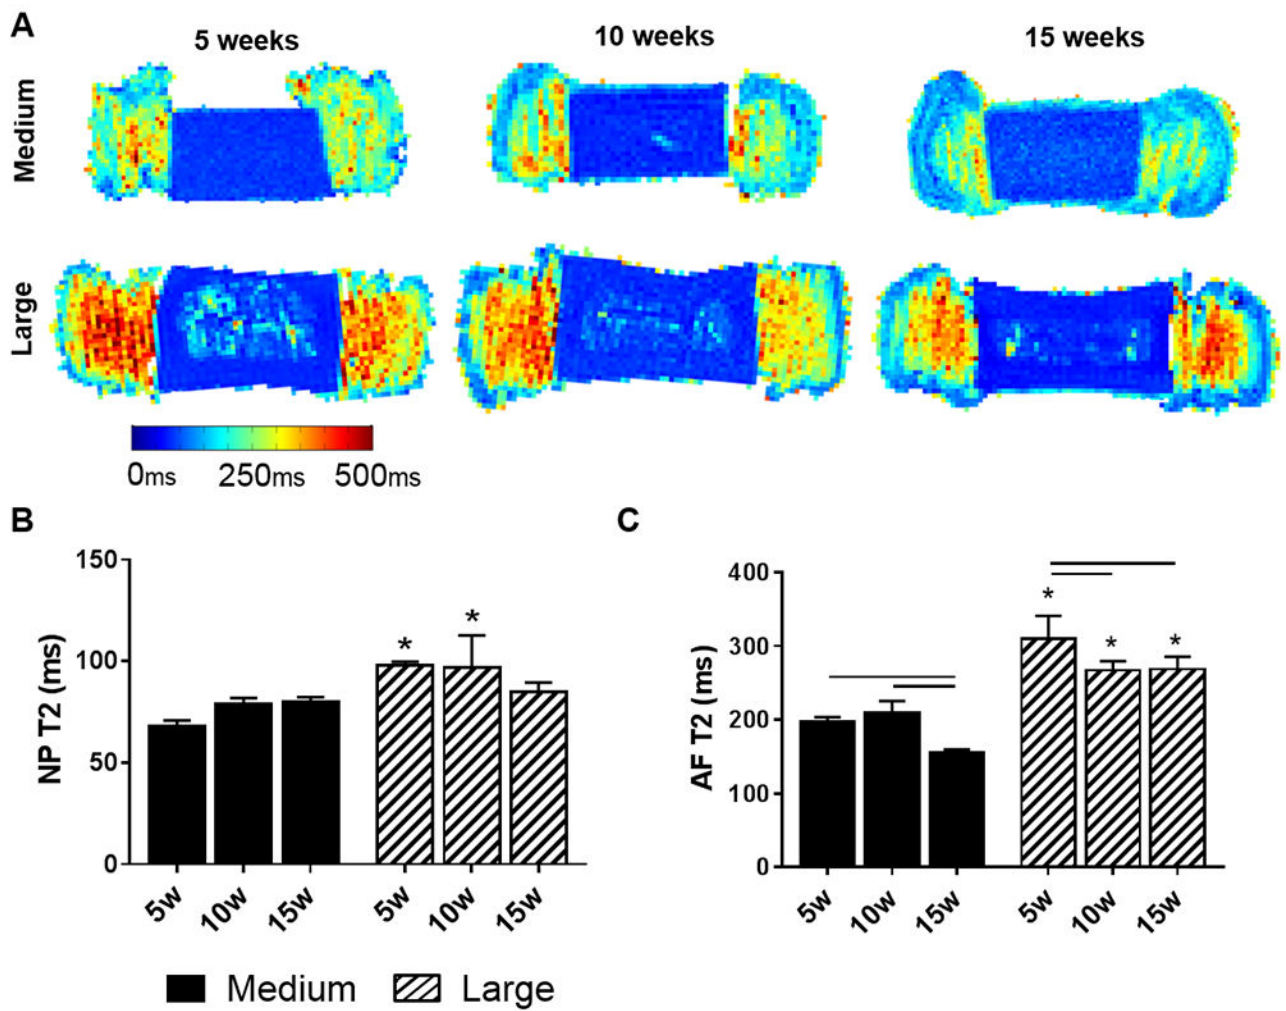 A
5 weeks
10 weeks
15 weeks
Medium
Large
0ms
250ms
500ms
B
C
NP T2 (ms)
150
100
50
0
*
*
5w
10w
15w
5w
10w
15w
AF T2 (ms)
400
300
200
100
0
*
*
*
5w
10w
15w
5w
10w
15w
Medium
Large